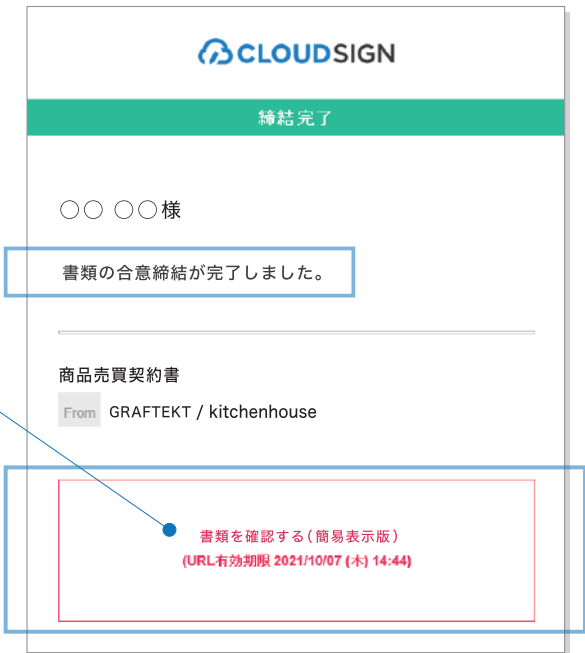 CLOUDSIGN
締結完了
○○ ○○様
書類の合意締結が完了しました。
商品売買契約書
From GRAFTEKT / kitchenhouse
書類を確認する(簡易表示版)
(URL有効期限 2021/10/07 (木) 14:44)